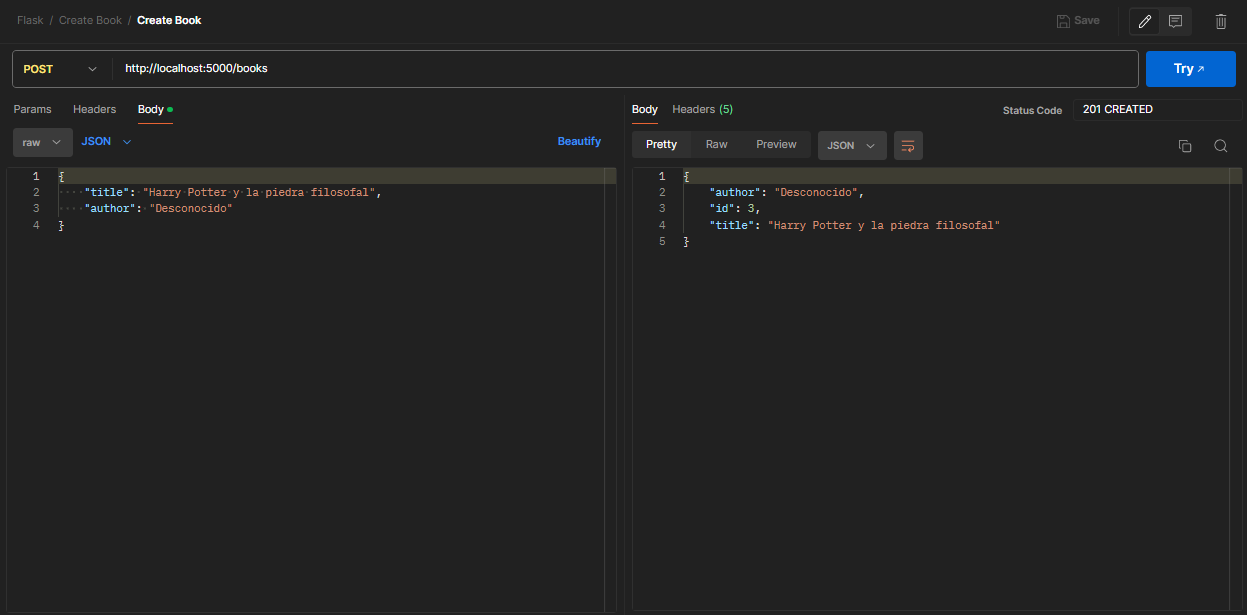 Flask / Create Book / Create Book
Save
POST
http://localhost:5000/books
Try ↗
Params Headers Body
raw JSON Beautify
1 {
2 ····"title": "Harry Potter y la piedra filosofal",
3 ····"author": "Desconocido"
4 }
Body Headers (5)
Status Code 201 CREATED
Pretty Raw Preview JSON
1 {
2     "author": "Desconocido",
3     "id": 3,
4     "title": "Harry Potter y la piedra filosofal"
5 }